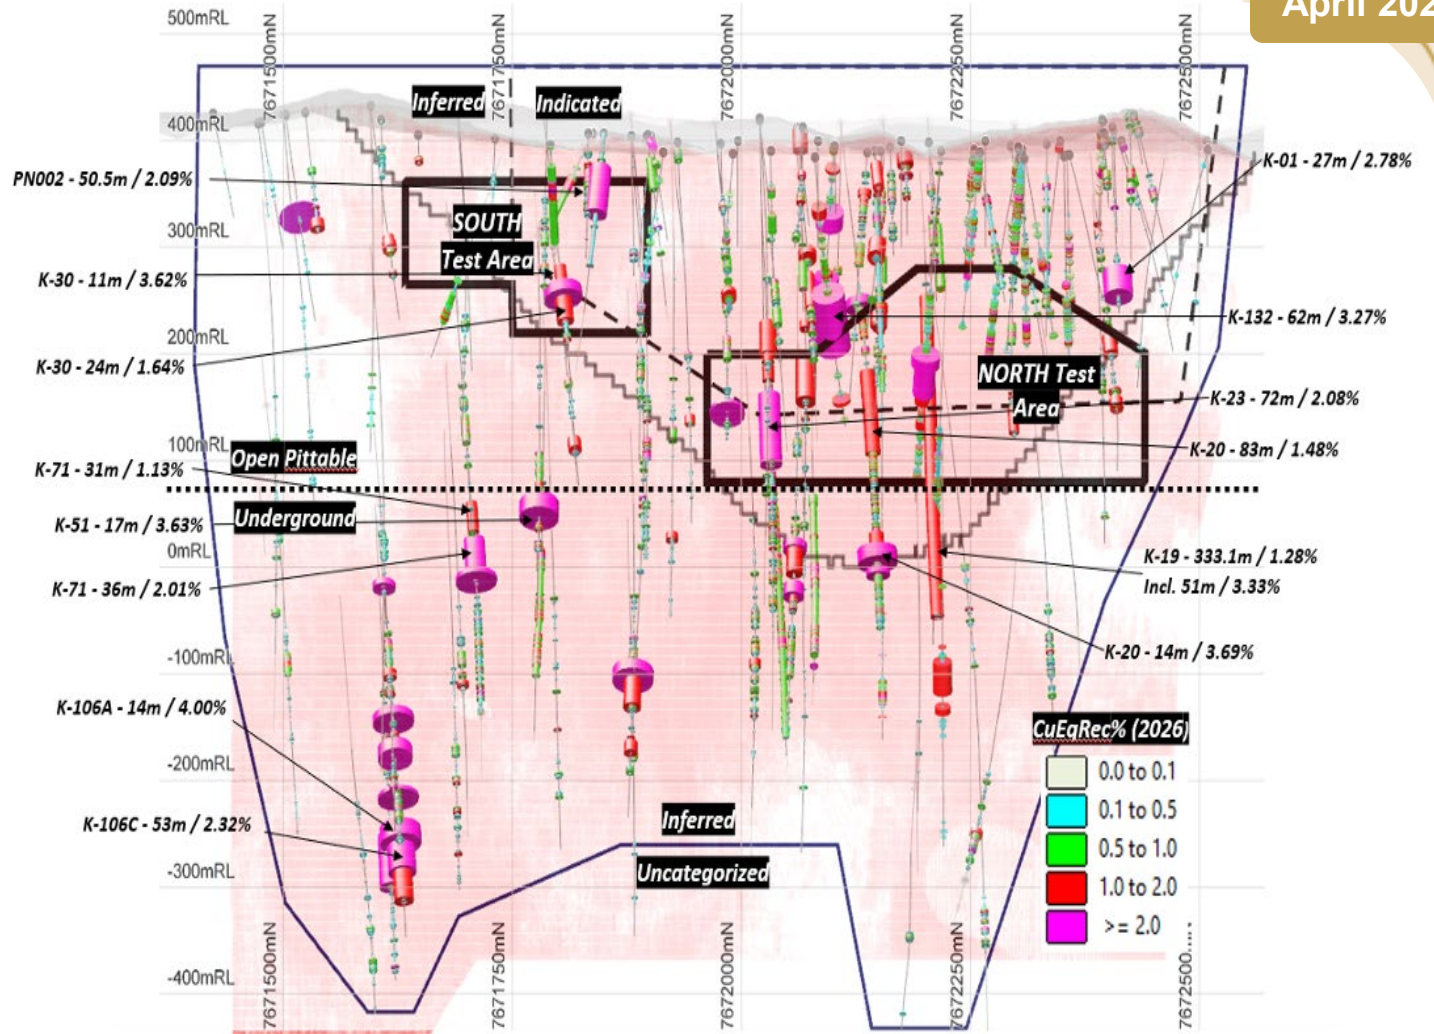 April 202
500mRL
7671500mN
7671750mN
7672000mN
7672250mN
7672500mN
Inferred
Indicated
400mRL
K-01 - 27m / 2.78%
PN002 - 50.5m / 2.09%
SOUTH
300mRL
Test Area
K-30 - 11m / 3.62%
K-132 - 62m / 3.27%
200mRL
K-30 - 24m / 1.64%
NORTH Test
Area
K-23 - 72m / 2.08%
100mRL
Open Pittable
K-20 - 83m / 1.48%
K-71 - 31m / 1.13%
Underground
K-51 - 17m / 3.63%
0mRL
K-19 - 333.1m / 1.28%
Incl. 51m / 3.33%
K-71 - 36m / 2.01%
K-20 - 14m / 3.69%
-100mRL
K-106A - 14m / 4.00%
CuEqRec% (2026)
-200mRL
0.0 to 0.1
0.1 to 0.5
K-106C - 53m / 2.32%
Inferred
0.5 to 1.0
Uncategorized
-300mRL
1.0 to 2.0
>= 2.0
-400mRL
7671500mN
7671750mN
7672000mN
7672250mN
7672500....